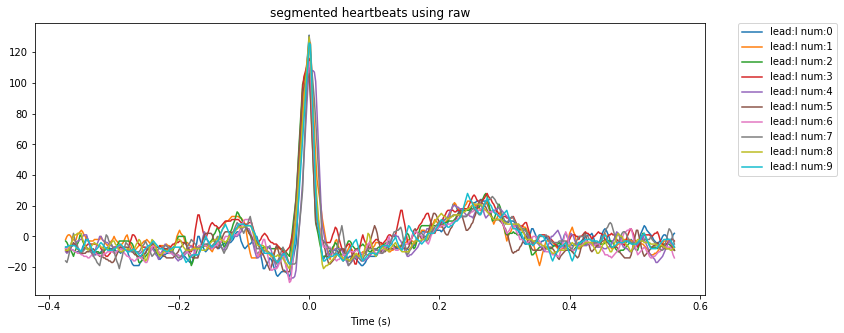 segmented heartbeats using raw
120
100
80
60
40
20
0
−20
−0.4
−0.2
0.0
0.2
0.4
0.6
Time (s)
lead:I num:0
lead:I num:1
lead:I num:2
lead:I num:3
lead:I num:4
lead:I num:5
lead:I num:6
lead:I num:7
lead:I num:8
lead:I num:9